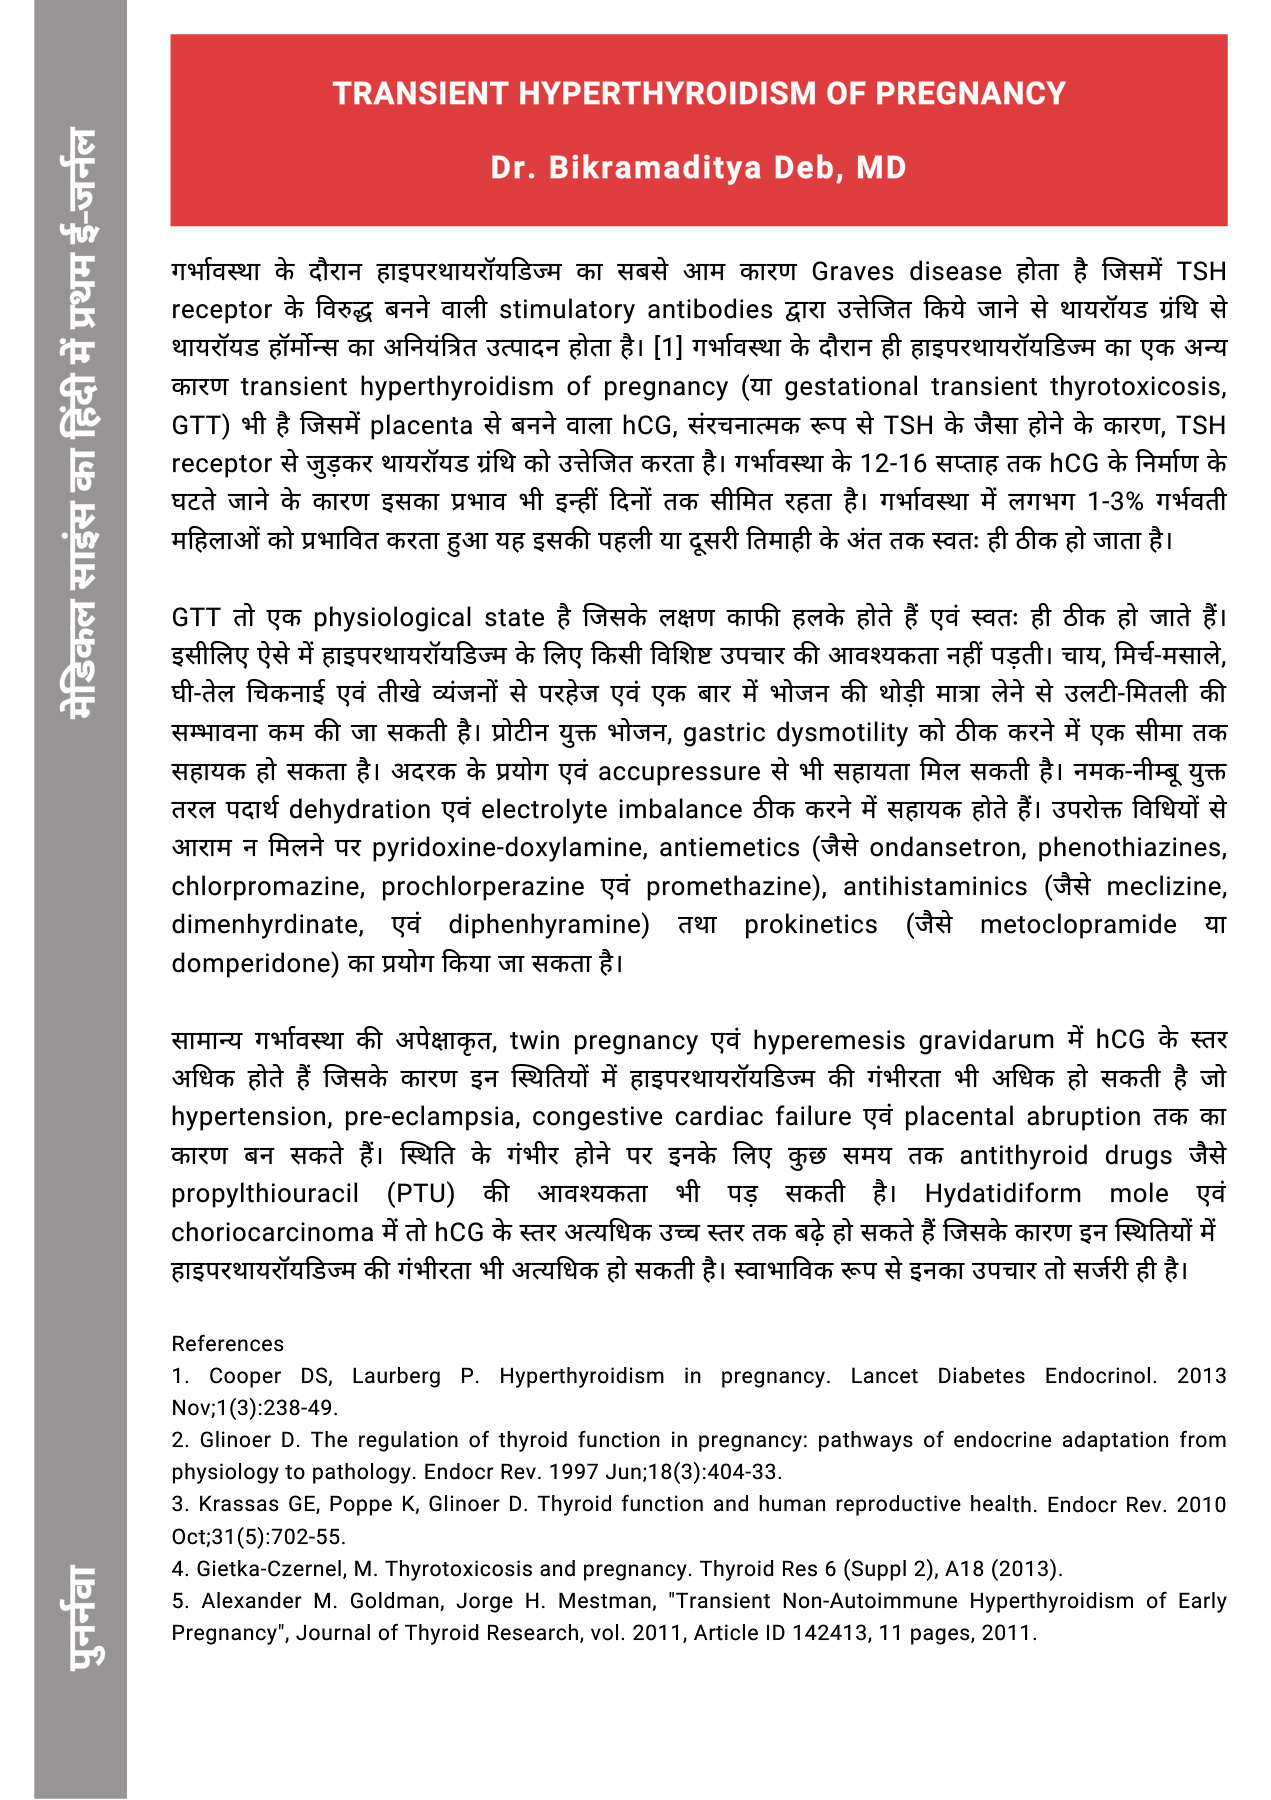 मेडिकल साइंस का हिंदी में प्रथम ई-जर्नल
पुनर्नवा
TRANSIENT HYPERTHYROIDISM OF PREGNANCY
Dr. Bikramaditya Deb, MD
गर्भावस्था के दौरान हाइपरथायरॉयडिज्म का सबसे आम कारण Graves disease होता है जिसमें TSH
receptor के विरुद्ध बनने वाली stimulatory antibodies द्वारा उत्तेजित किये जाने से थायरॉयड ग्रंथि से
थायरॉयड हॉर्मोन्स का अनियंत्रित उत्पादन होता है। [1] गर्भावस्था के दौरान ही हाइपरथायरॉयडिज्म का एक अन्य
कारण transient hyperthyroidism of pregnancy (या gestational transient thyrotoxicosis,
GTT) भी है जिसमें placenta से बनने वाला hCG, संरचनात्मक रूप से TSH के जैसा होने के कारण, TSH
receptor से जुड़कर थायरॉयड ग्रंथि को उत्तेजित करता है। गर्भावस्था के 12-16 सप्ताह तक hCG के निर्माण के
घटते जाने के कारण इसका प्रभाव भी इन्हीं दिनों तक सीमित रहता है। गर्भावस्था में लगभग 1-3% गर्भवती
महिलाओं को प्रभावित करता हुआ यह इसकी पहली या दूसरी तिमाही के अंत तक स्वतः ही ठीक हो जाता है।
GTT तो एक physiological state है जिसके लक्षण काफी हलके होते हैं एवं स्वतः ही ठीक हो जाते हैं।
इसीलिए ऐसे में हाइपरथायरॉयडिज्म के लिए किसी विशिष्ट उपचार की आवश्यकता नहीं पड़ती। चाय, मिर्च-मसाले,
घी-तेल चिकनाई एवं तीखे व्यंजनों से परहेज एवं एक बार में भोजन की थोड़ी मात्रा लेने से उलटी-मितली की
सम्भावना कम की जा सकती है। प्रोटीन युक्त भोजन, gastric dysmotility को ठीक करने में एक सीमा तक
सहायक हो सकता है। अदरक के प्रयोग एवं accupressure से भी सहायता मिल सकती है। नमक-नीम्बू युक्त
तरल पदार्थ dehydration एवं electrolyte imbalance ठीक करने में सहायक होते हैं। उपरोक्त विधियों से
आराम न मिलने पर pyridoxine-doxylamine, antiemetics (जैसे ondansetron, phenothiazines,
chlorpromazine, prochlorperazine एवं promethazine), antihistaminics (जैसे meclizine,
dimenhyrdinate, एवं diphenhyramine) तथा prokinetics (जैसे metoclopramide या
domperidone) का प्रयोग किया जा सकता है।
सामान्य गर्भावस्था की अपेक्षाकृत, twin pregnancy एवं hyperemesis gravidarum में hCG के स्तर
अधिक होते हैं जिसके कारण इन स्थितियों में हाइपरथायरॉयडिज्म की गंभीरता भी अधिक हो सकती है जो
hypertension, pre-eclampsia, congestive cardiac failure एवं placental abruption तक का
कारण बन सकते हैं। स्थिति के गंभीर होने पर इनके लिए कुछ समय तक antithyroid drugs जैसे
propylthiouracil (PTU) की आवश्यकता भी पड़ सकती है। Hydatidiform mole एवं
choriocarcinoma में तो hCG के स्तर अत्यधिक उच्च स्तर तक बढ़े हो सकते हैं जिसके कारण इन स्थितियों में
हाइपरथायरॉयडिज्म की गंभीरता भी अत्यधिक हो सकती है। स्वाभाविक रूप से इनका उपचार तो सर्जरी ही है।
References
1. Cooper DS, Laurberg P. Hyperthyroidism in pregnancy. Lancet Diabetes Endocrinol. 2013
Nov;1(3):238-49.
2. Glinoer D. The regulation of thyroid function in pregnancy: pathways of endocrine adaptation from
physiology to pathology. Endocr Rev. 1997 Jun;18(3):404-33.
3. Krassas GE, Poppe K, Glinoer D. Thyroid function and human reproductive health. Endocr Rev. 2010
Oct;31(5):702-55.
4. Gietka-Czernel, M. Thyrotoxicosis and pregnancy. Thyroid Res 6 (Suppl 2), A18 (2013).
5. Alexander M. Goldman, Jorge H. Mestman, "Transient Non-Autoimmune Hyperthyroidism of Early
Pregnancy", Journal of Thyroid Research, vol. 2011, Article ID 142413, 11 pages, 2011.